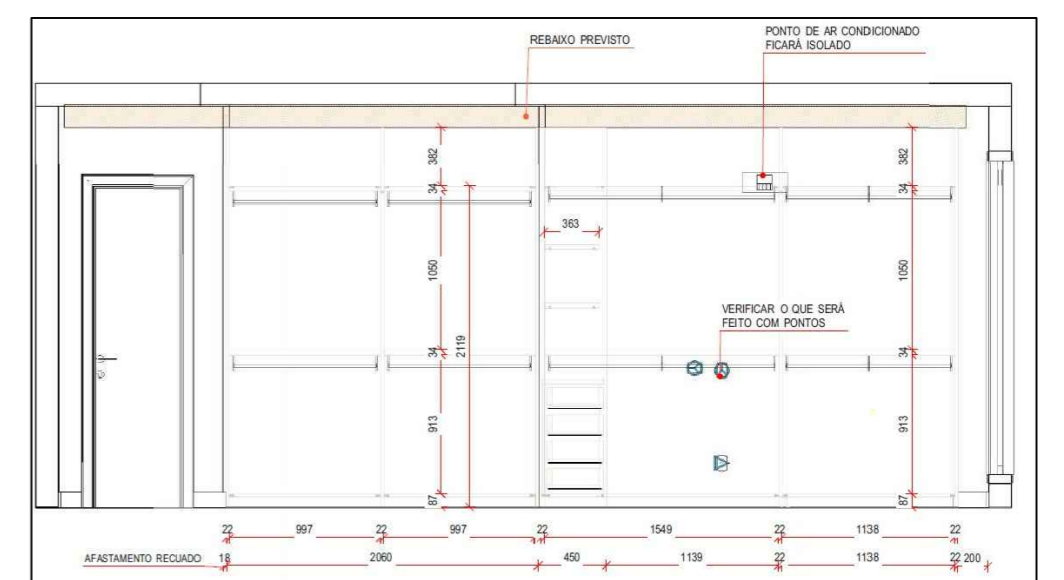 REBAIXO PREVISTO
PONTO DE AR CONDICIONADO
FICARÁ ISOLADO
382
382
34
34
363
1050
1050
2119
VERIFICAR O QUE SERÁ
FEITO COM PONTOS
34
34
913
913
87
87
22 997 22 997 22 1549 22 1138 22
AFASTAMENTO RECUADO 18 2060 450 1139 22 1138 22 200